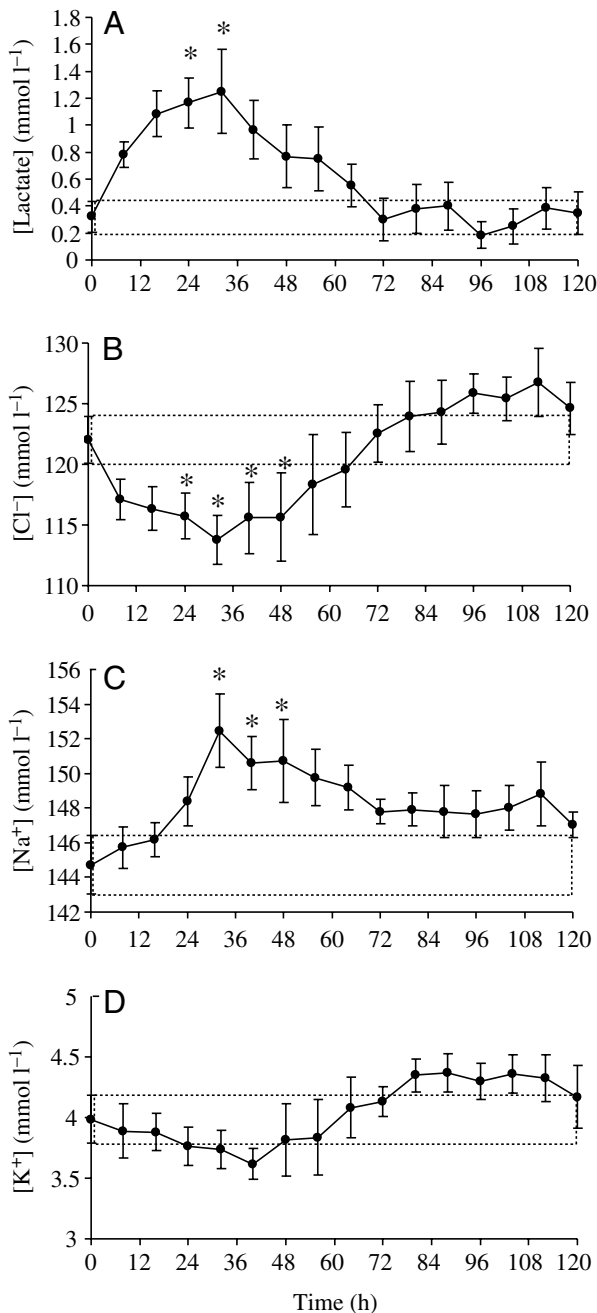 A
[Lactate] (mmol l⁻¹)
1.8
1.6
1.4
1.2
1
0.8
0.6
0.4
0.2
0
* *
0 12 24 36 48 60 72 84 96 108 120
B
[Cl⁻] (mmol l⁻¹)
130
125
120
115
110
* * * *
0 12 24 36 48 60 72 84 96 108 120
C
[Na⁺] (mmol l⁻¹)
156
154
152
150
148
146
144
142
* * *
0 12 24 36 48 60 72 84 96 108 120
D
[K⁺] (mmol l⁻¹)
5
4.5
4
3.5
3
0 12 24 36 48 60 72 84 96 108 120
Time (h)